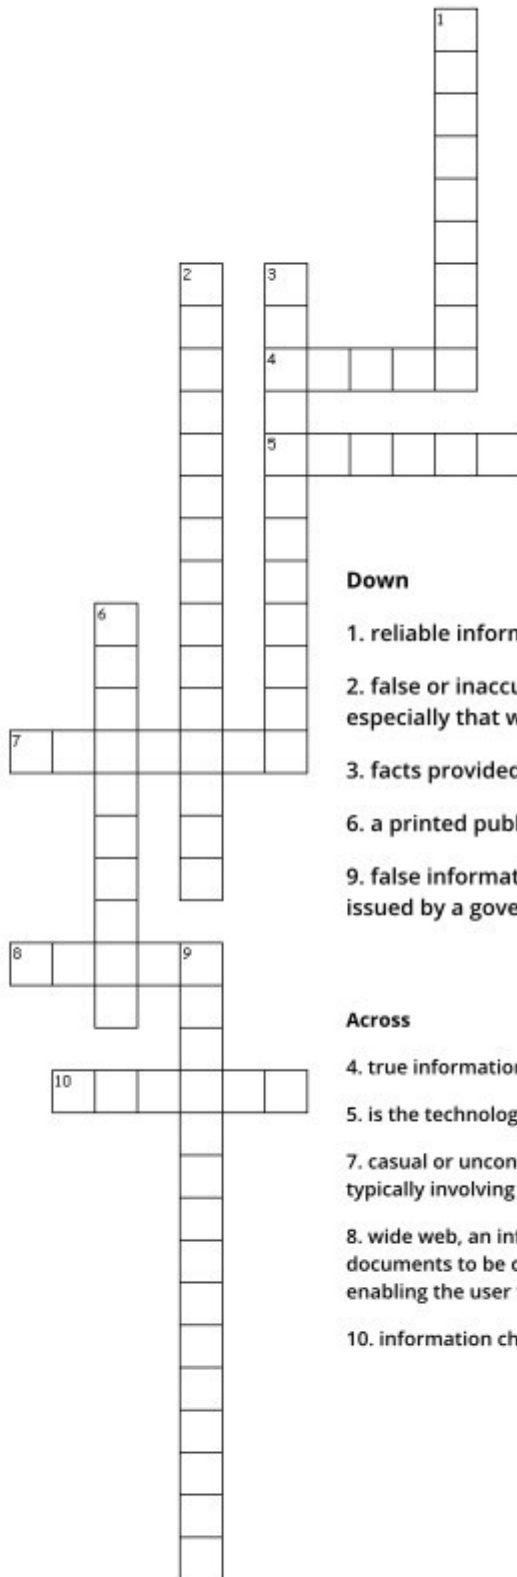 1
2
3
4
5
Down
6
1. reliable inform
2. false or inaccu
especially that w
7
3. facts provided
6. a printed publ
9. false informat
issued by a gove
8
9
Across
4. true information
10
5. is the technolog
7. casual or uncon
typically involving
8. wide web, an inf
documents to be c
enabling the user
10. information ch